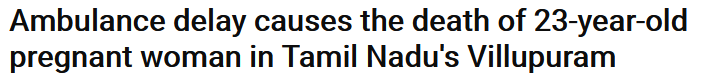 Ambulance delay causes the death of 23-year-old
pregnant woman in Tamil Nadu's Villupuram